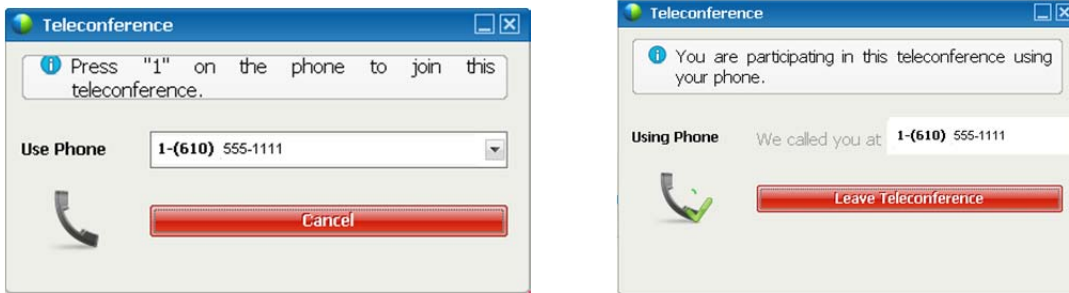 Teleconference
Press "1" on the phone to join this
teleconference.
Use Phone
1-(610) 555-1111
Cancel
Teleconference
You are participating in this teleconference using
your phone.
Using Phone
We called you at 1-(610) 555-1111
Leave Teleconference